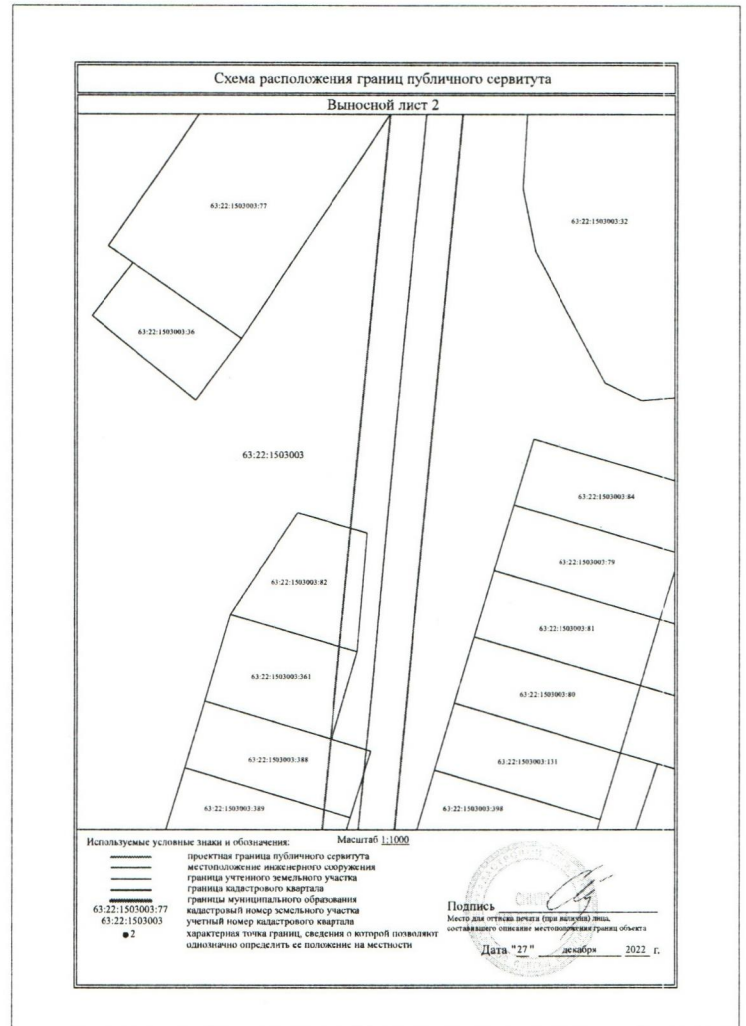 Схема расположения границ публичного сервитута
Выносной лист 2
63:22:1503003:77
63:22:1503003:32
63:22:1503003:36
63:22:1503003
63:22:1503003:84
63:22:1503003:79
63:22:1503003:82
63:22:1503003:81
63:22:1503003:361
63:22:1503003:80
63:22:1503003:388
63:22:1503003:131
63:22:1503003:389
63:22:1503003:398
Используемые условные знаки и обозначения:
Масштаб 1:1000
проектная граница публичного сервитута
местоположение инженерного сооружения
граница учтенного земельного участка
граница кадастрового квартала
границы муниципального образования
63:22:1503003:77 кадастровый номер земельного участка
63:22:1503003 учетный номер кадастрового квартала
2 характерная точка границ, сведения о которой позволяют
однозначно определить ее положение на местности
Подпись
Место для оттиска печати (при наличии) лица,
составившего описание местоположения границ объекта
Дата "27" декабря 2022 г.